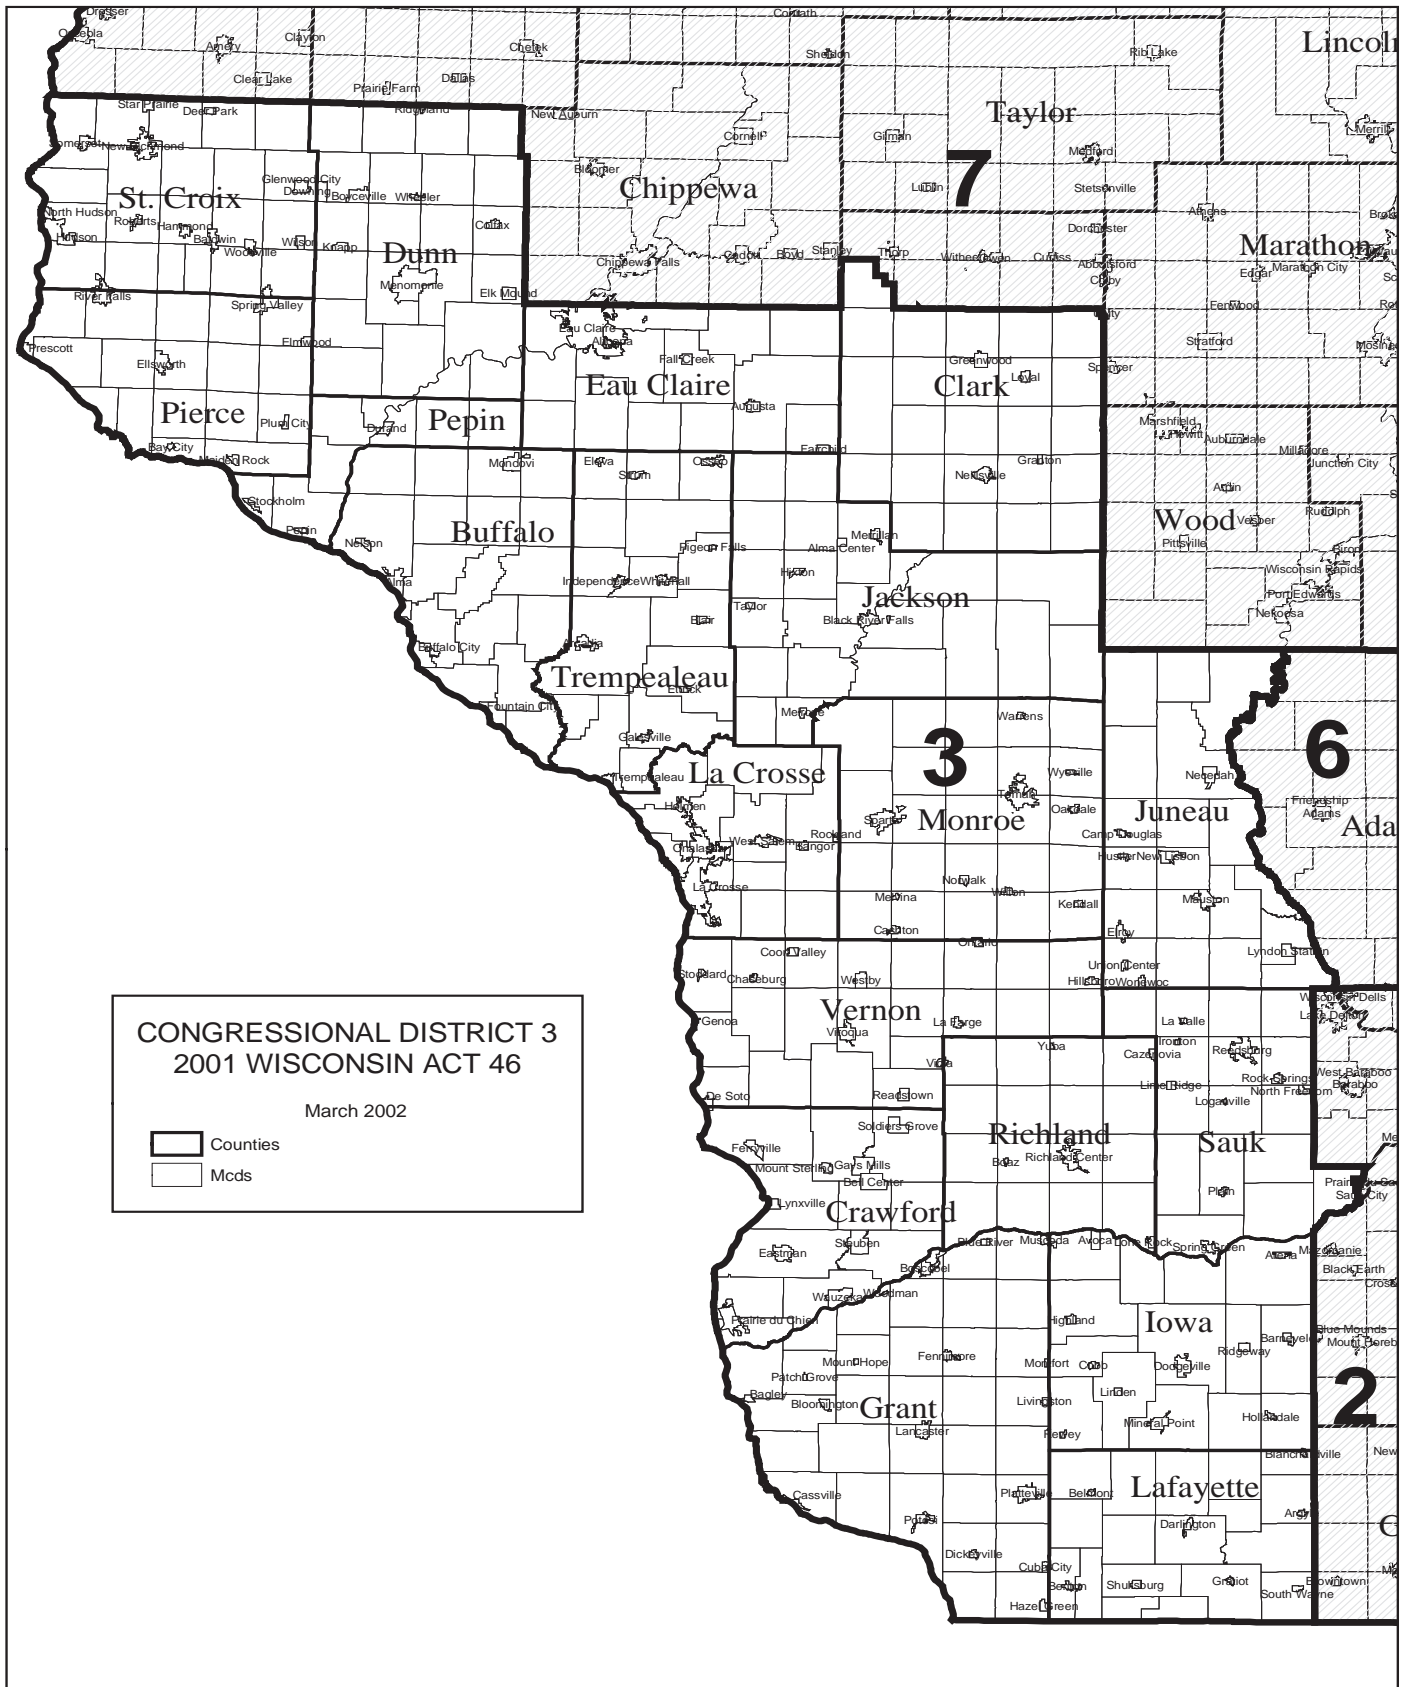 Dresser
Osceola
Amery
Clayton
Chetek
Conrath
Sheldon
Rib Lake
Lincoln
Clear Lake
Prairie Farm
Dallas
Star Prairie
Deer Park
Ridgeland
New Auburn
Cornell
Gilman
Taylor
Merrill
Somerset
New Richmond
7
Medford
Bloomer
Chippewa
Lublin
Stetsonville
St. Croix
Glenwood City
Downing
Boyceville
Wheeler
North Hudson
Roberts
Hammond
Colfax
Athens
Dorchester
Hudson
Baldwin
Woodville
Wilson
Knapp
Dunn
Chippewa Falls
Cadott
Boyd
Stanley
Thorp
Withee
Owen
Curtiss
Abbotsford
Colby
Marathon
Edgar
Marathon City
River Falls
Spring Valley
Menomonie
Elk Mound
Fenwood
Prescott
Elmwood
Eau Claire
Altoona
Stratford
Mosinee
Ellsworth
Fall Creek
Greenwood
Loyal
Spencer
Eau Claire
Clark
Pierce
Plum City
Pepin
Durand
Augusta
Marshfield
Hewitt
Auburndale
Milladore
Junction City
Bay City
Maiden Rock
Mondovi
Eleva
Strum
Osseo
Fairchild
Neillsville
Granton
Arpin
Stockholm
Pepin
Nelson
Buffalo
Pigeon Falls
Merrillan
Alma Center
Wood
Vesper
Rudolph
Pittsville
Biron
Wisconsin Rapids
Port Edwards
Nekoosa
Alma
Independence
Whitehall
Hixton
Jackson
Taylor
Black River Falls
Blair
Buffalo City
Arcadia
Trempealeau
Ettrick
Fountain City
Melrose
Warrens
Galesville
3
6
Trempealeau
La Crosse
Wyeville
Necedah
Holmen
Tomah
Oakdale
Juneau
Friendship
Adams
Ada
Sparta
Monroe
Onalaska
West Salem
Rockland
Bangor
Camp Douglas
Hustler
New Lisbon
La Crosse
Norwalk
Melvina
Wilton
Kendall
Mauston
Cashton
Ontario
Elroy
Lyndon Station
Coon Valley
Stoddard
Chaseburg
Westby
Union Center
Hillsboro
Wonewoc
Wisconsin Dells
Lake Delton
Genoa
Vernon
Viroqua
La Farge
La Valle
Yuba
Ironton
Cazenovia
Reedsburg
Viola
Rock Springs
West Baraboo
Baraboo
North Freedom
Lime Ridge
Loganville
De Soto
Readstown
Soldiers Grove
Richland
Sauk
Ferryville
Mount Sterling
Gays Mills
Bell Center
Boaz
Richland Center
Plain
Prairie du Sac
Sauk City
Lynxville
Crawford
Eastman
Steuben
Blue River
Muscoda
Avoca
Lone Rock
Spring Green
Arena
Mazomanie
Boscobel
Black Earth
Wauzeka
Woodman
Prairie du Chien
Highland
Iowa
Barneveld
Blue Mounds
Mount Horeb
Ridgeway
Mount Hope
Fennimore
Montfort
Cobb
Dodgeville
Patch Grove
Bagley
Bloomington
Grant
Livingston
Linden
2
Lancaster
Mineral Point
Hollandale
Rewey
Blanchardville
New
Lafayette
Cassville
Platteville
Belmont
Potosi
Darlington
Argyle
Dickeyville
Cuba City
Benton
Shullsburg
Gratiot
South Wayne
Browntown
Hazel Green
CONGRESSIONAL DISTRICT 3
2001 WISCONSIN ACT 46
March 2002
Counties
Mcds